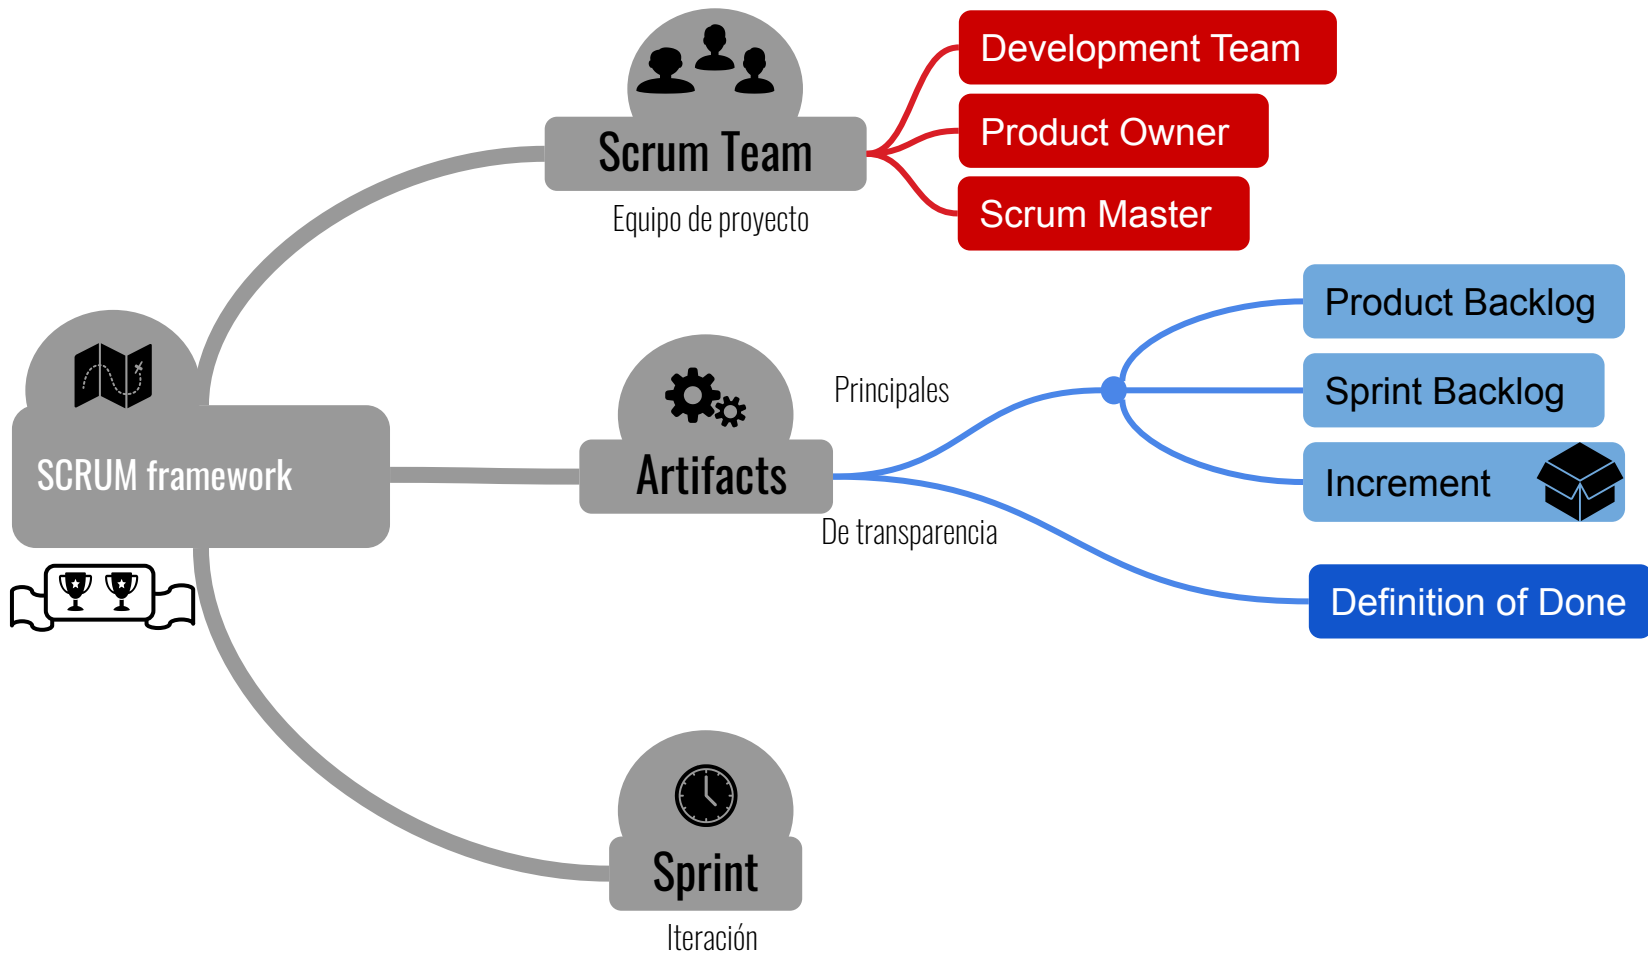 Development Team
Product Owner
Scrum Team
Scrum Master
Equipo de proyecto
Product Backlog
Principales
Sprint Backlog
SCRUM framework
Artifacts
Increment
De transparencia
Definition of Done
Sprint
Iteración